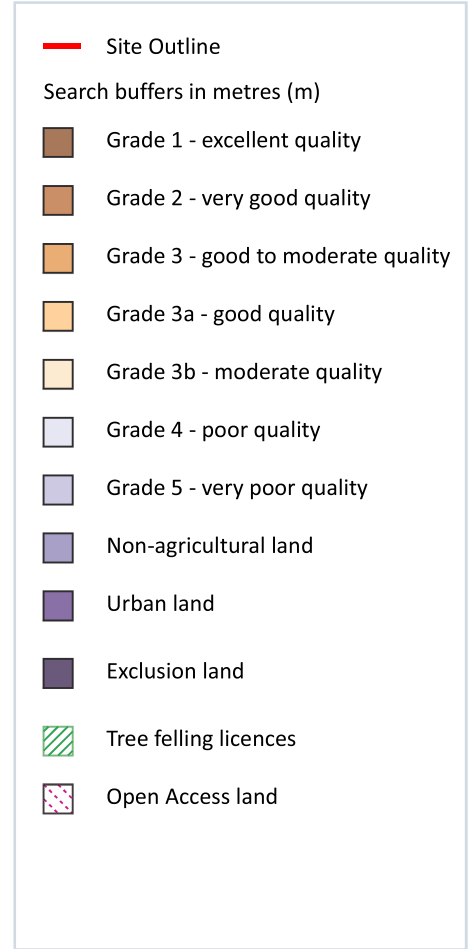 Site Outline
Search buffers in metres (m)
Grade 1 - excellent quality
Grade 2 - very good quality
Grade 3 - good to moderate quality
Grade 3a - good quality
Grade 3b - moderate quality
Grade 4 - poor quality
Grade 5 - very poor quality
Non-agricultural land
Urban land
Exclusion land
Tree felling licences
Open Access land